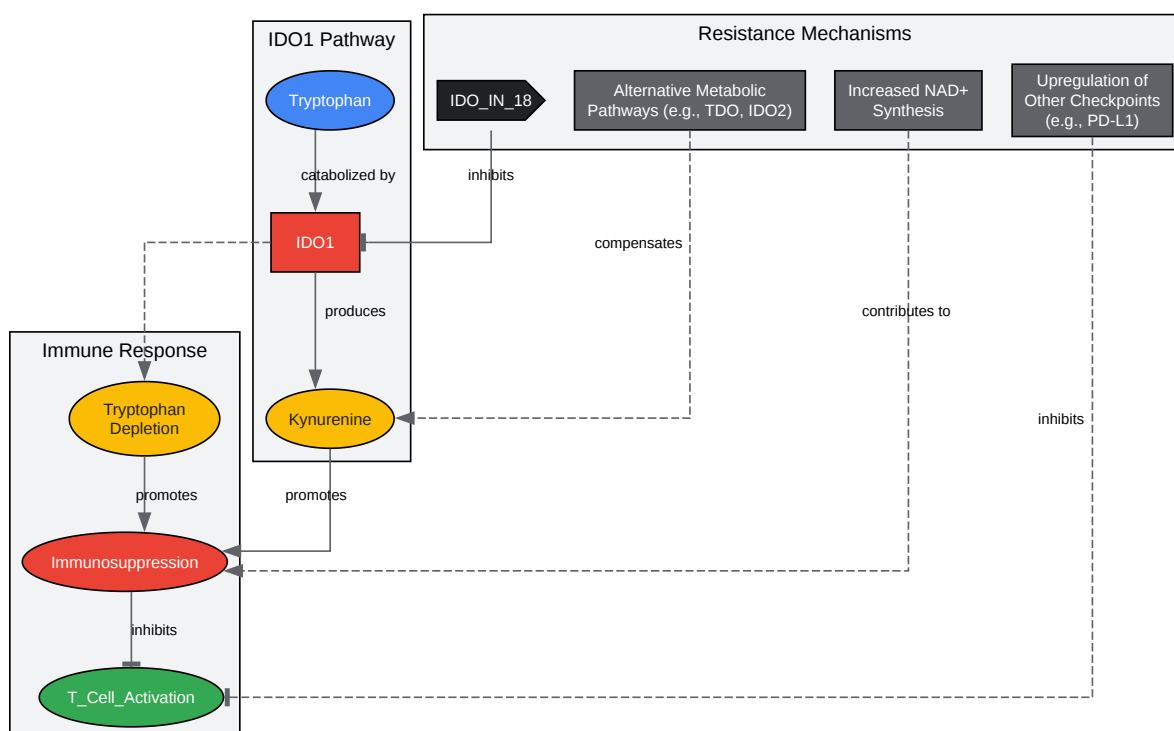 IDO1 Pathway
Tryptophan
catabolized by
IDO1
produces
Kynurenine
promotes
Resistance Mechanisms
IDO_IN_18
inhibits
Alternative Metabolic
Pathways (e.g., TDO, IDO2)
compensates
Increased NAD+
Synthesis
contributes to
Upregulation of
Other Checkpoints
(e.g., PD-L1)
inhibits
Immune Response
Tryptophan
Depletion
promotes
Immunosuppression
inhibits
T_Cell_Activation